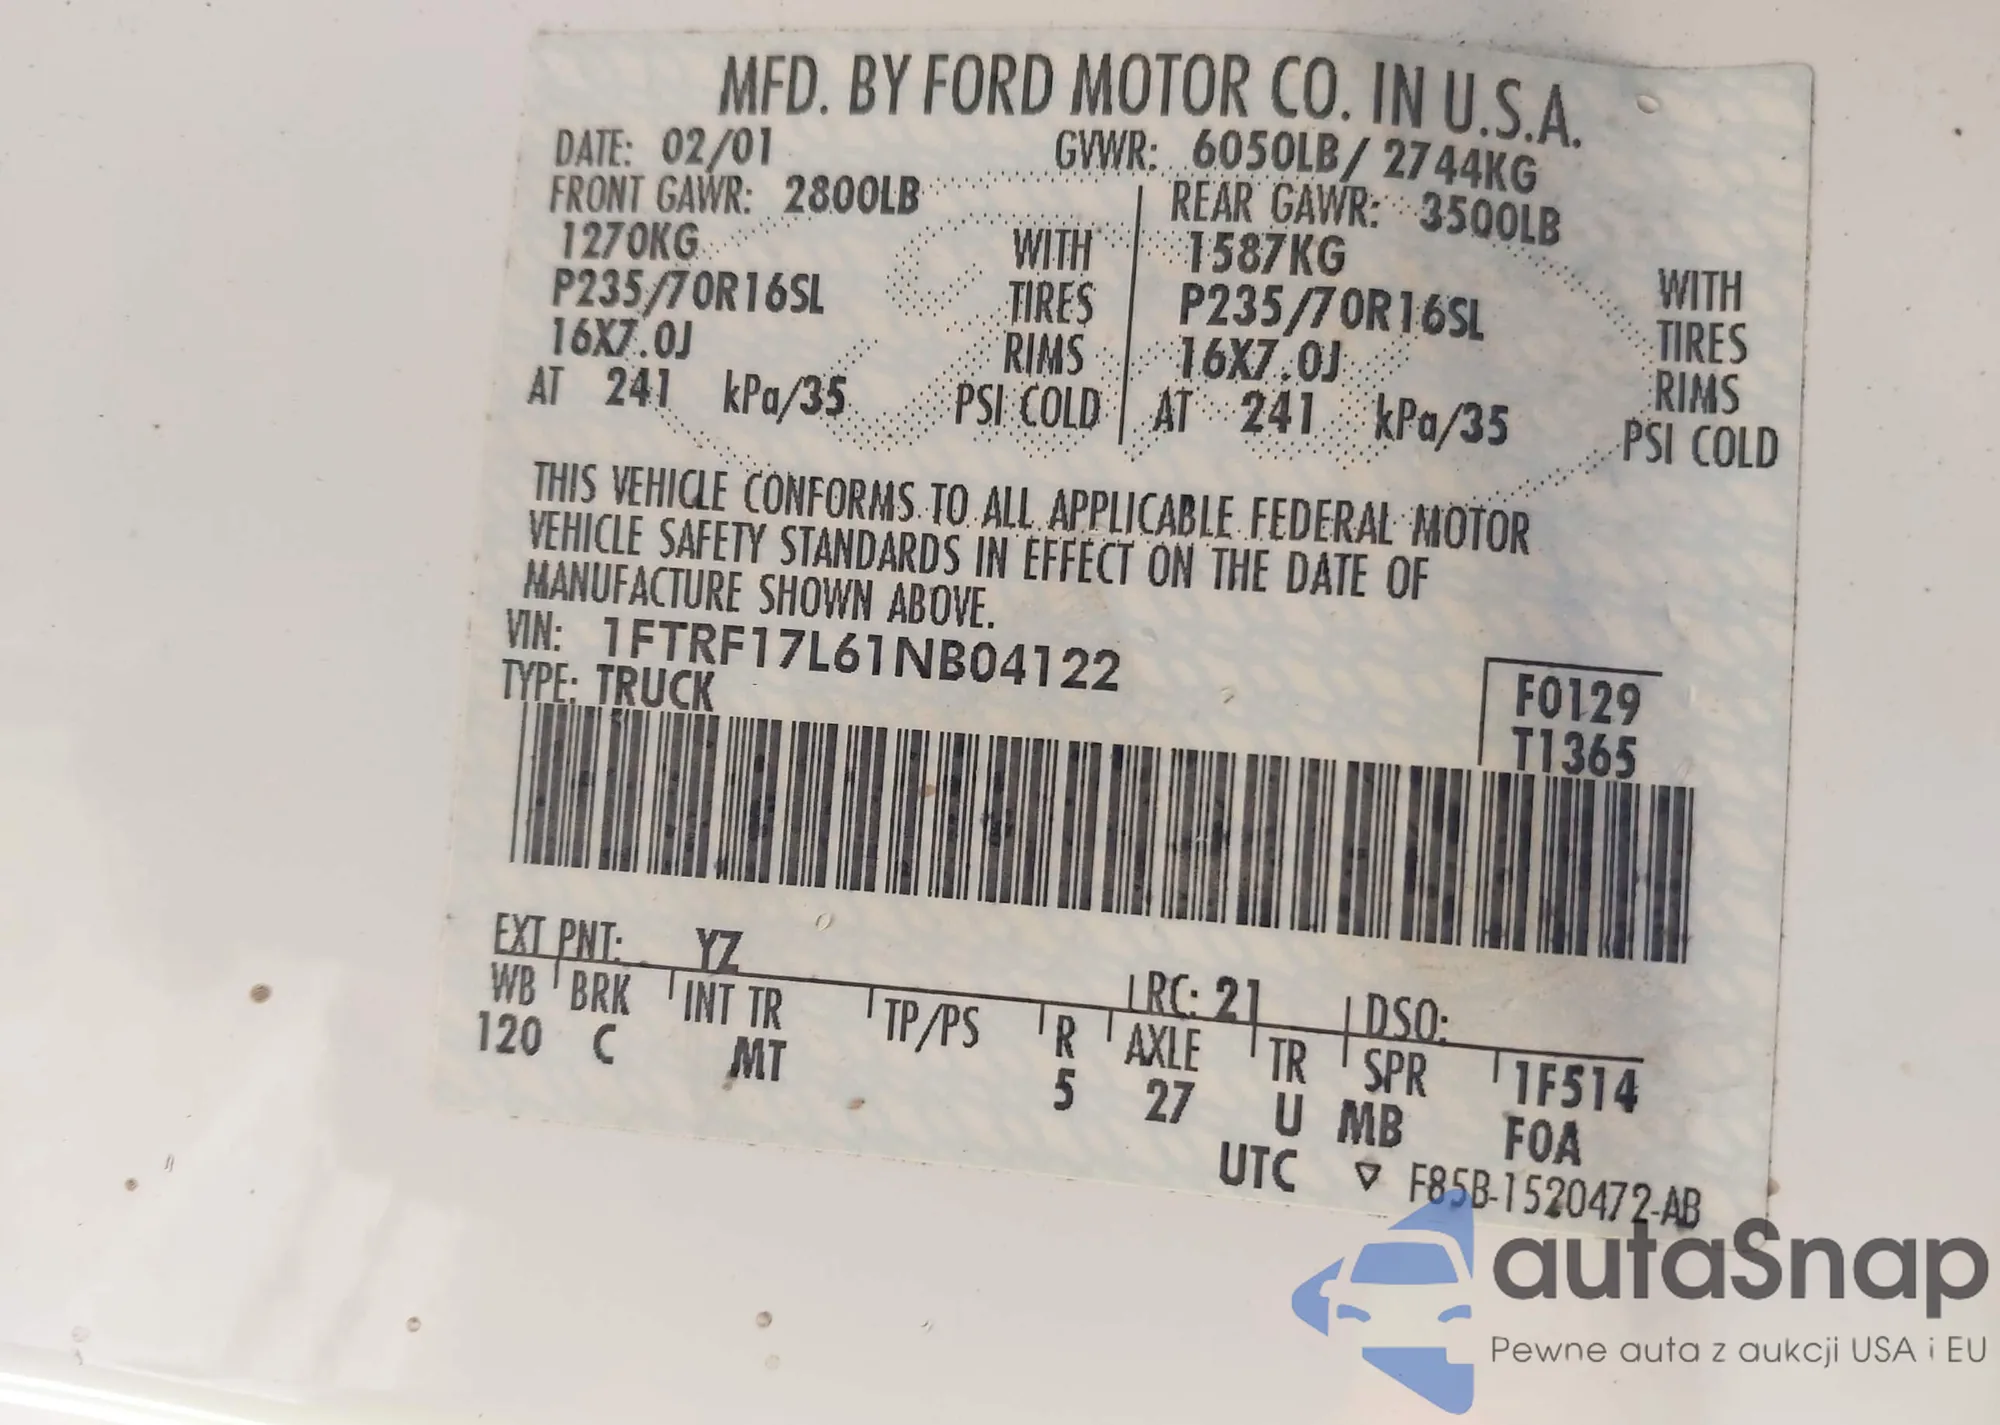 MFD. BY FORD MOTOR CO. IN U.S.A.
DATE: 02/01 GVWR: 6050LB/ 2744KG
FRONT GAWR: 2800LB REAR GAWR: 3500LB
1270KG WITH 1587KG WITH
P235/70R16SL TIRES P235/70R16SL TIRES
16X7.0J RIMS 16X7.0J RIMS
AT 241 kPa/35 PSI COLD AT 241 kPa/35 PSI COLD
THIS VEHICLE CONFORMS TO ALL APPLICABLE FEDERAL MOTOR
VEHICLE SAFETY STANDARDS IN EFFECT ON THE DATE OF
MANUFACTURE SHOWN ABOVE.
VIN: 1FTRF17L61NB04122
TYPE: TRUCK
F0129
T1365
EXT PNT: YZ RC: 21 DSO:
WB BRK INT TR TP/PS R AXLE TR SPR 1F514
120 C MT 5 27 U MB FOA
UTC ▽ F85B-1520472-AB
autaSnap
Pewne auta z aukcji USA i EU